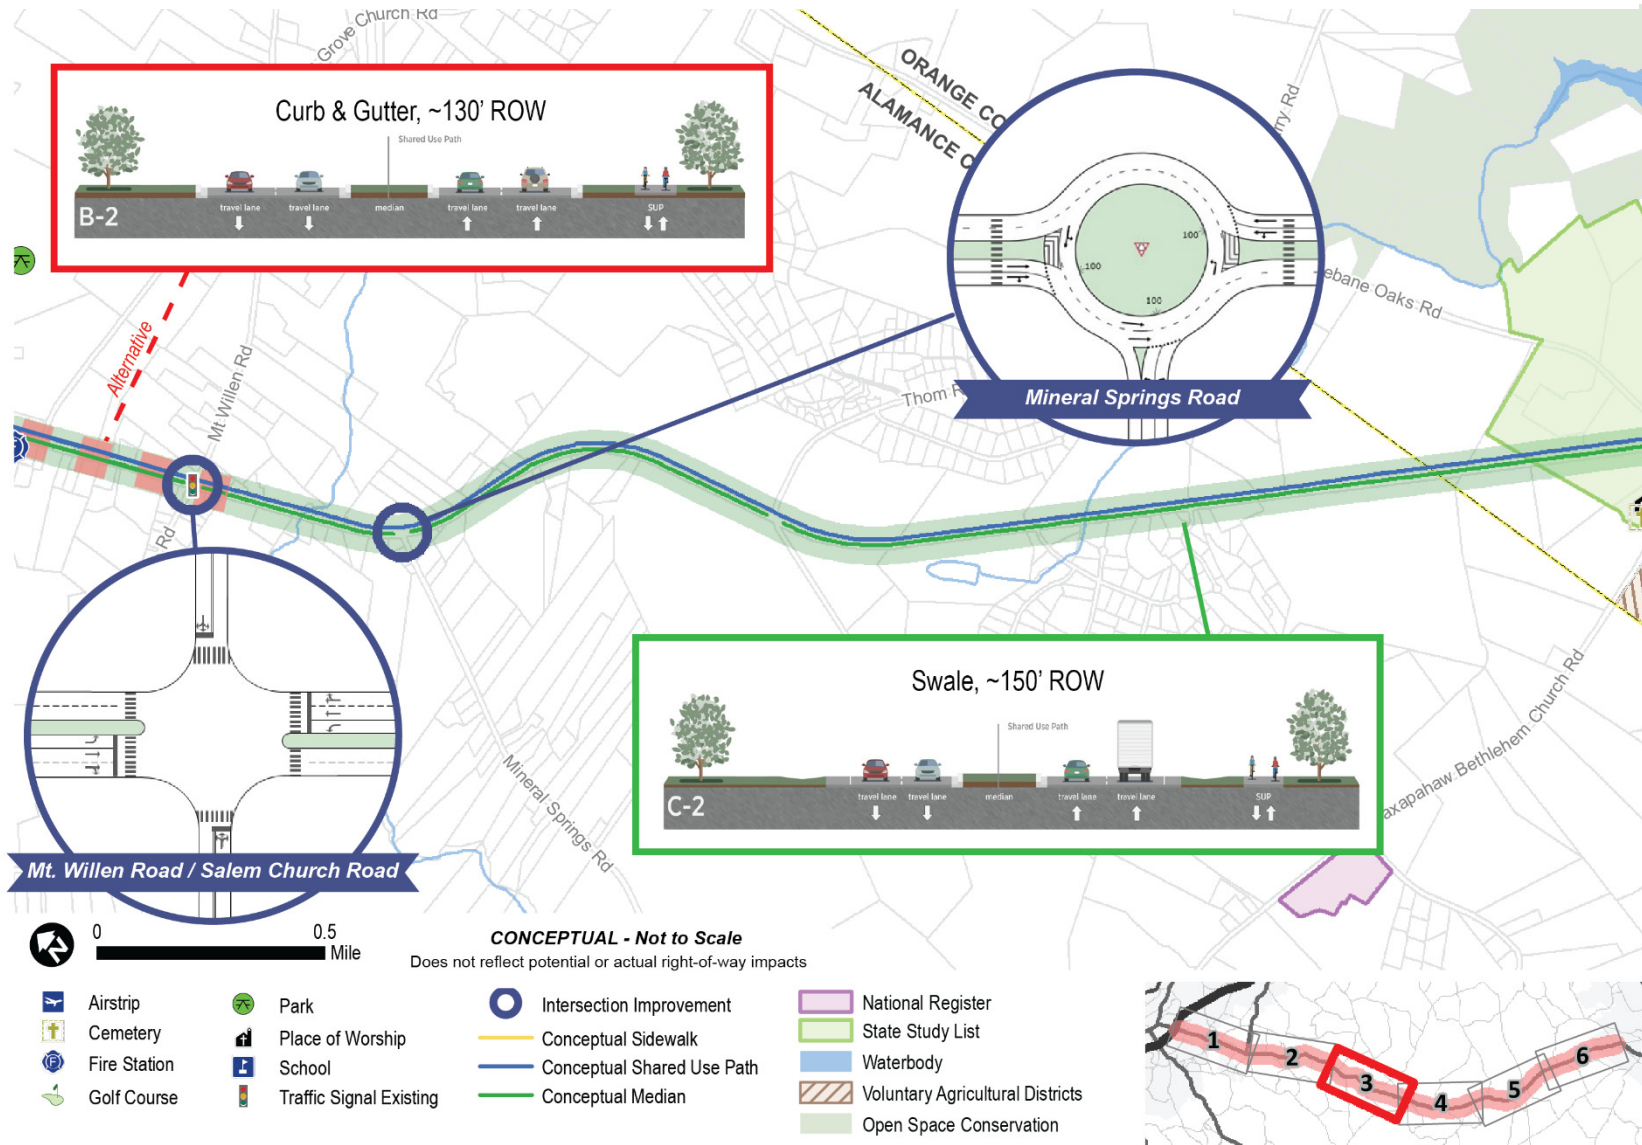 Grove Church Rd
Curb & Gutter, ~130' ROW
Shared Use Path
travel lane
travel lane
median
travel lane
travel lane
SUP
B-2
ORANGE CO
ALAMANCE C
rry Rd
ebane Oaks Rd
100
100
100
Mineral Springs Road
Alternative
Mt Willen Rd
Thom R
F
Rd
Mt. Willen Road / Salem Church Road
Mineral Springs Rd
Swale, ~150' ROW
Shared Use Path
travel lane
travel lane
median
travel lane
travel lane
SUP
C-2
axapahaw Bethlehem Church Rd
N
0
0.5
Mile
CONCEPTUAL - Not to Scale
Does not reflect potential or actual right-of-way impacts
Airstrip
Cemetery
F
Fire Station
Golf Course
Park
Place of Worship
School
Traffic Signal Existing
Intersection Improvement
Conceptual Sidewalk
Conceptual Shared Use Path
Conceptual Median
National Register
State Study List
Waterbody
Voluntary Agricultural Districts
Open Space Conservation
1
2
3
4
5
6